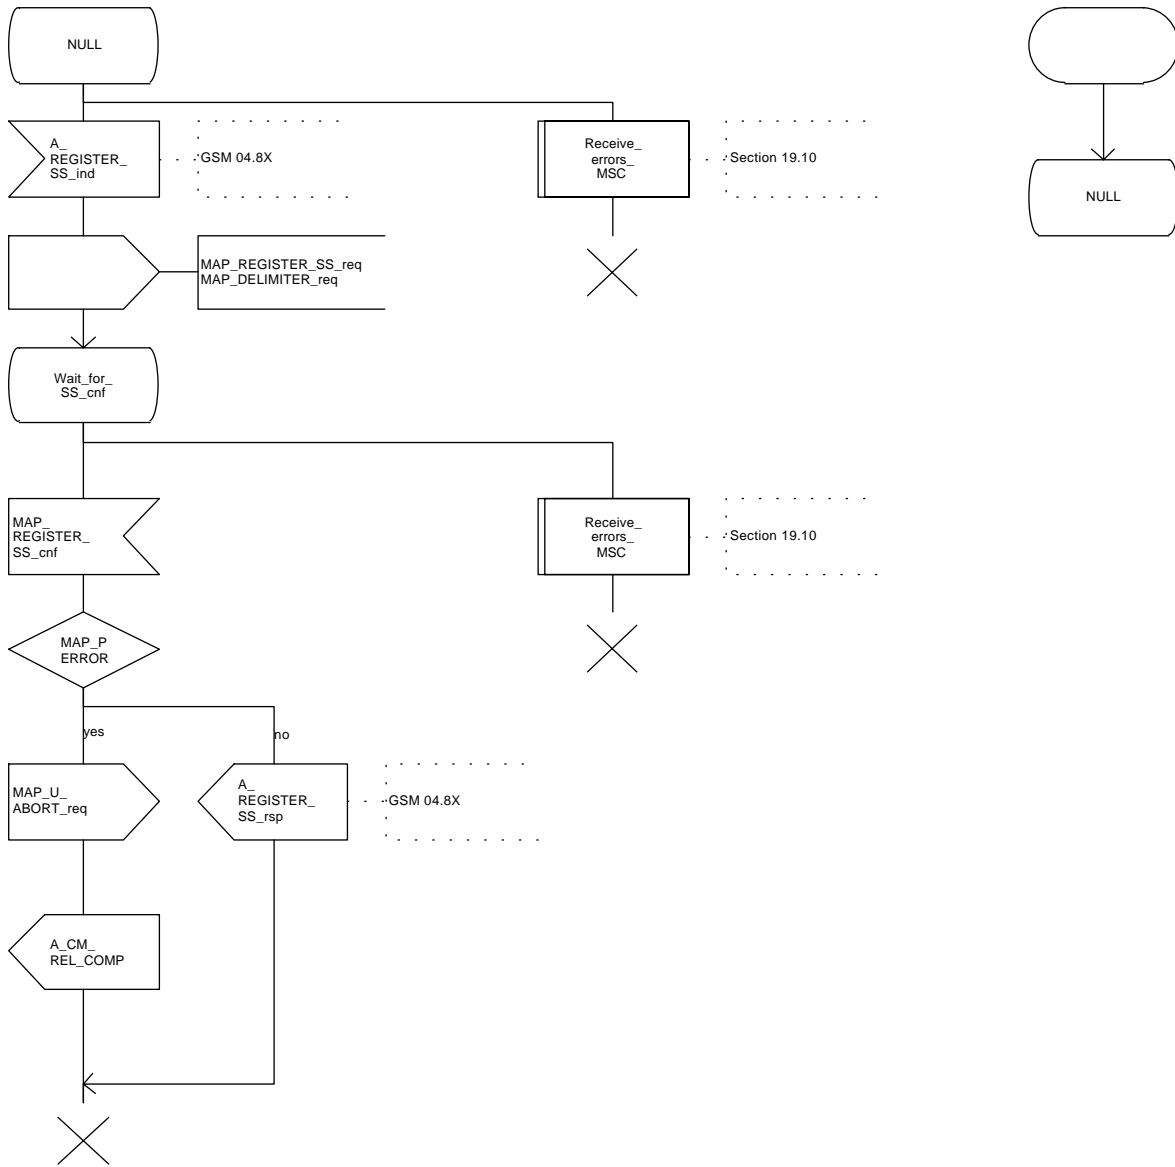 NULL
A_
REGISTER_
SS_ind
GSM 04.8X
Receive_
errors_
MSC
Section 19.10
NULL
MAP_REGISTER_SS_req
MAP_DELIMITER_req
Wait_for_
SS_cnf
MAP_
REGISTER_
SS_cnf
Receive_
errors_
MSC
Section 19.10
MAP_P
ERROR
yes
no
MAP_U_
ABORT_req
A_
REGISTER_
SS_rsp
GSM 04.8X
A_CM_
REL_COMP